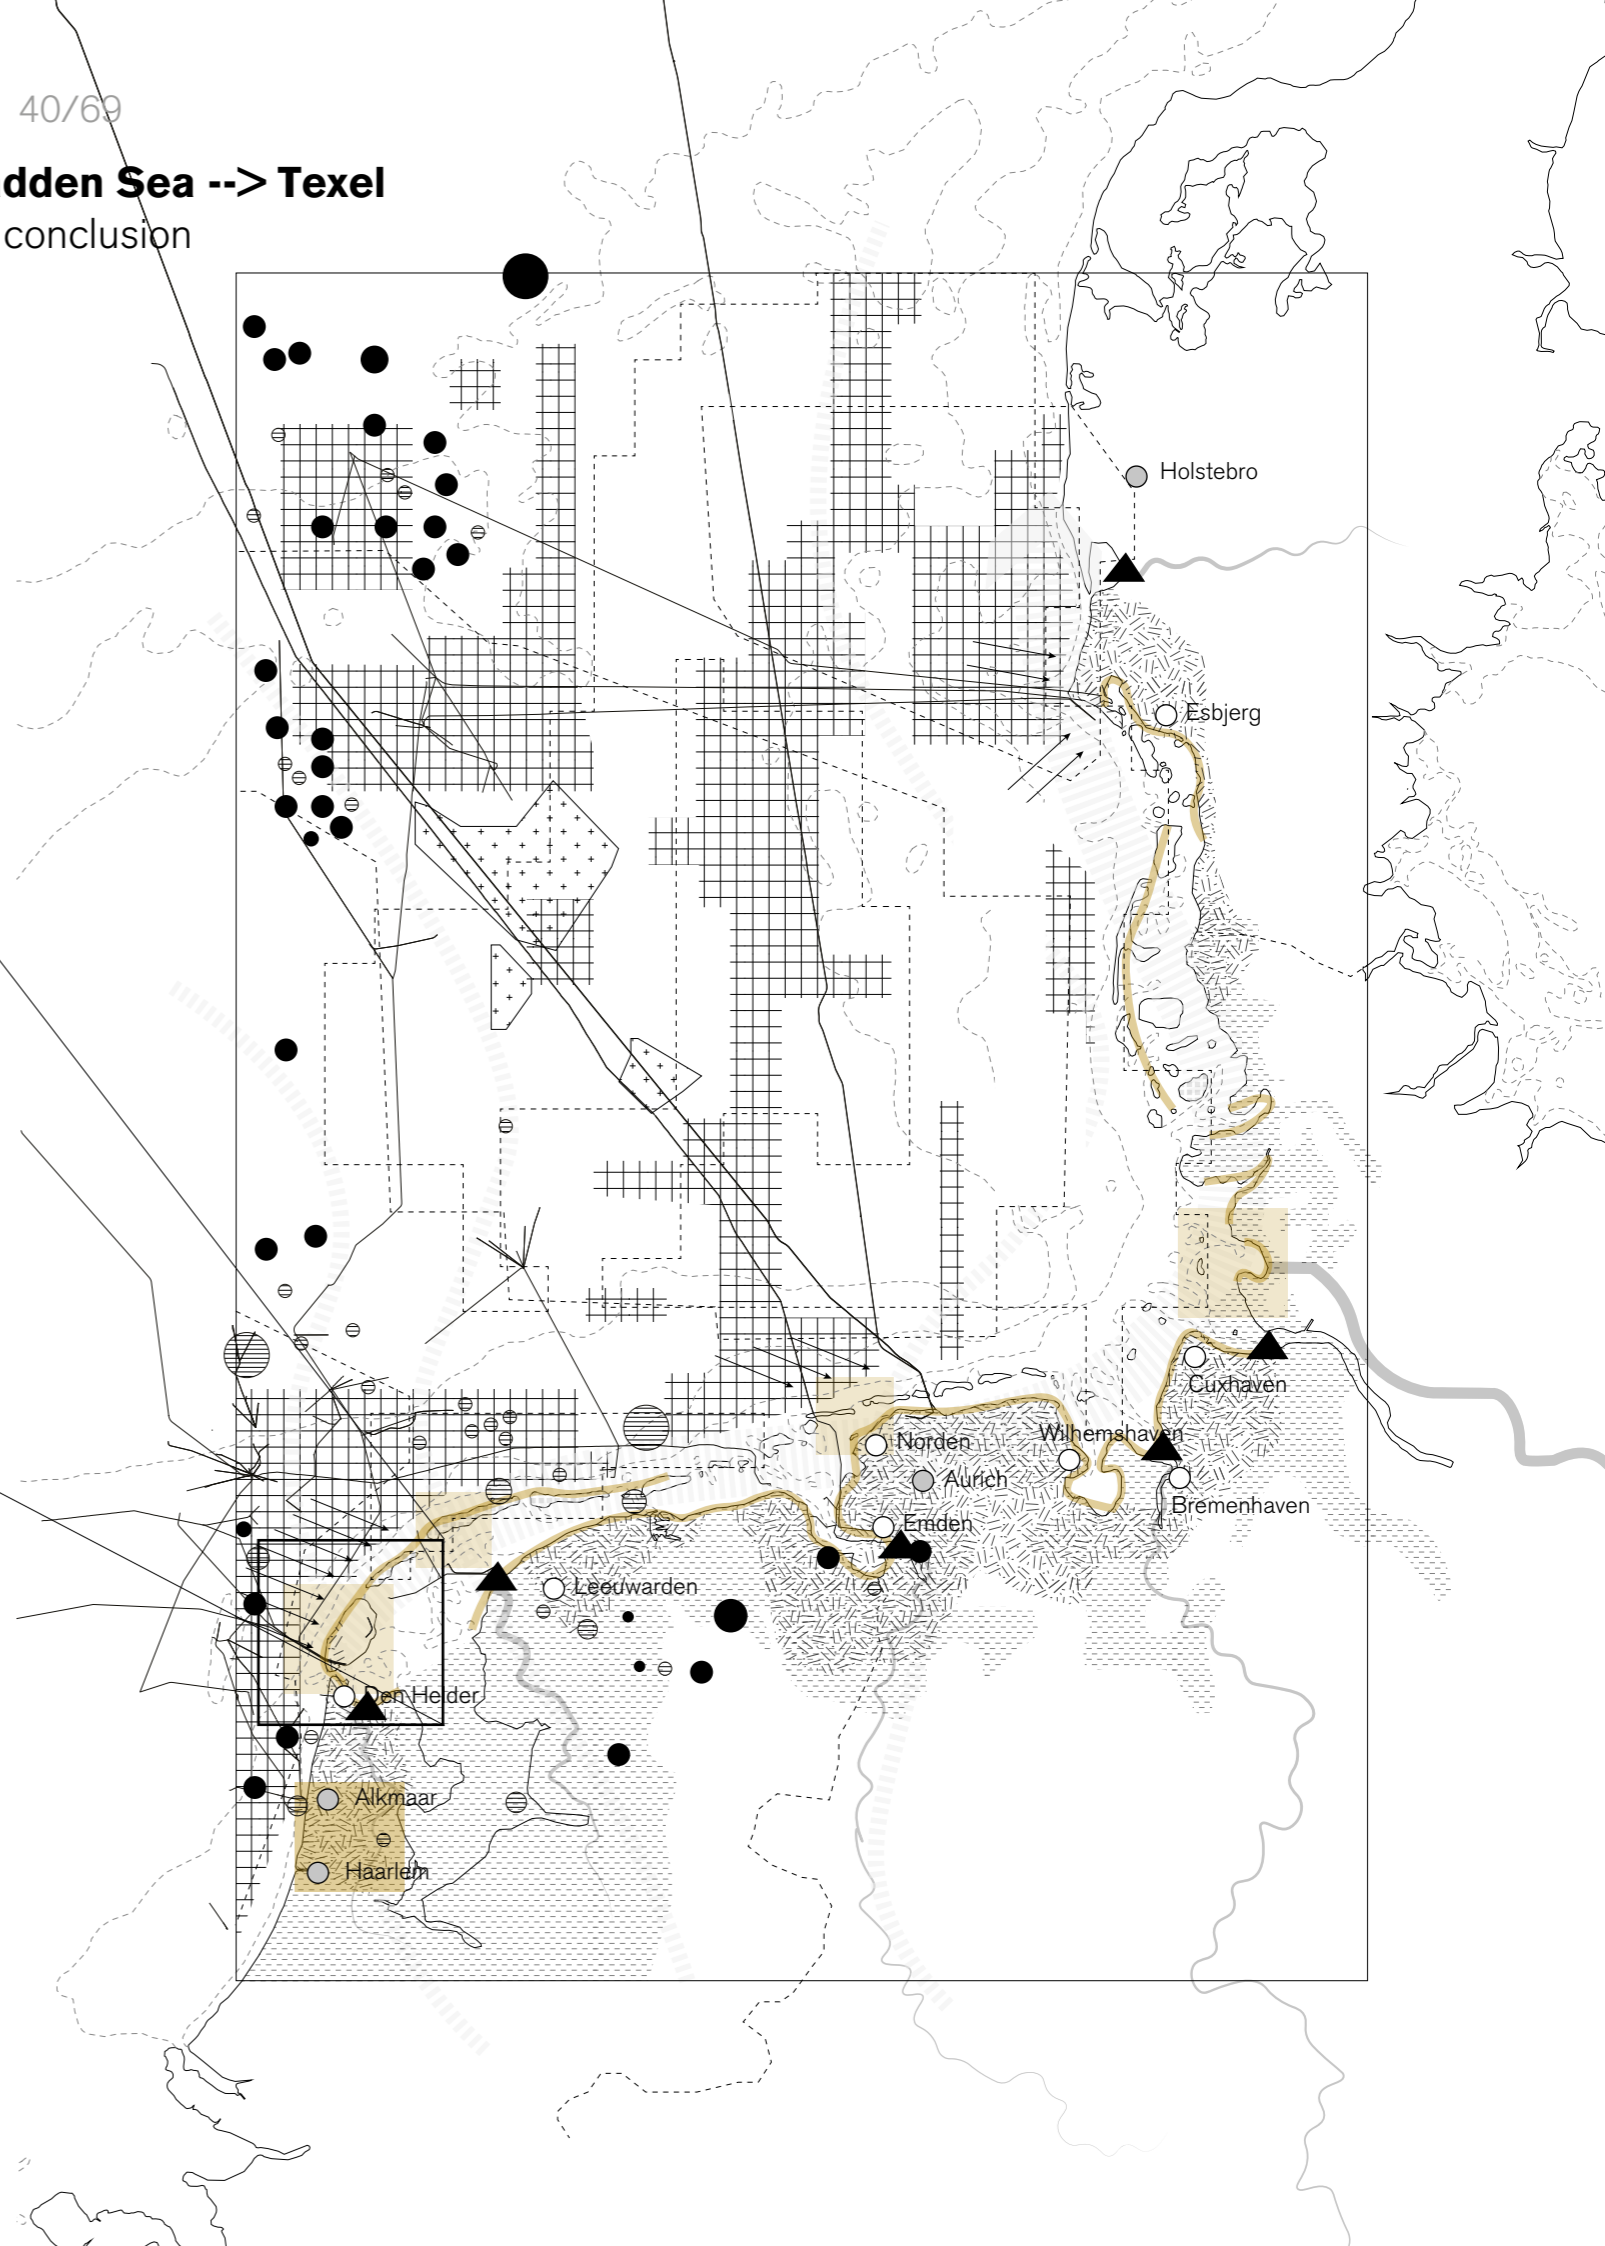 40/69
dden Sea --> Texel
conclusion
Holstebro
Esbjerg
Cuxhaven
Wilhemshaven
Norden
Aurich
Bremenhaven
Emden
Leeuwarden
Den Helder
Alkmaar
Haarlem